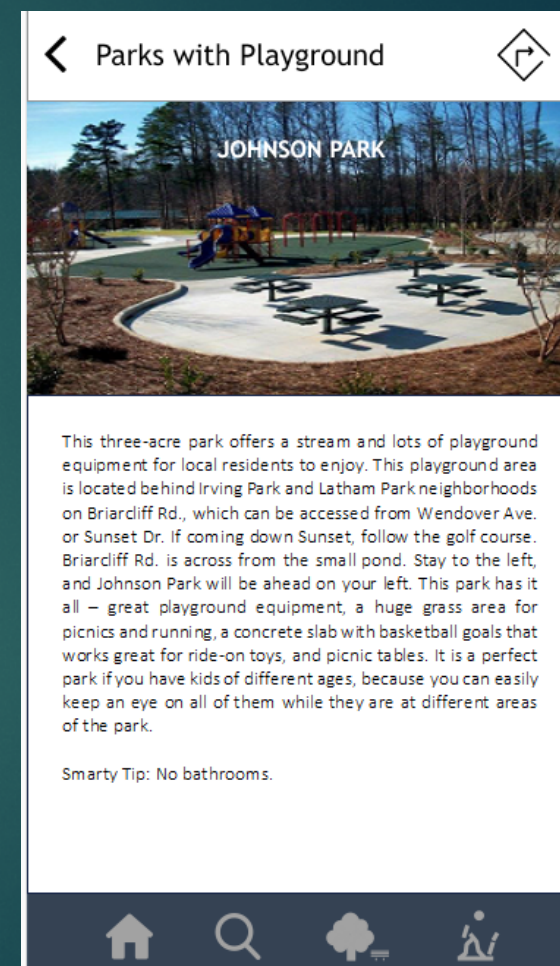 Parks with Playground
JOHNSON PARK
This three-acre park offers a stream and lots of playground
equipment for local residents to enjoy. This playground area
is located behind Irving Park and Latham Park neighborhoods
on Briarcliff Rd., which can be accessed from Wendover Ave.
or Sunset Dr. If coming down Sunset, follow the golf course.
Briarcliff Rd. is across from the small pond. Stay to the left,
and Johnson Park will be ahead on your left. This park has it
all – great playground equipment, a huge grass area for
picnics and running, a concrete slab with basketball goals that
works great for ride-on toys, and picnic tables. It is a perfect
park if you have kids of different ages, because you can easily
keep an eye on all of them while they are at different areas
of the park.
Smarty Tip: No bathrooms.